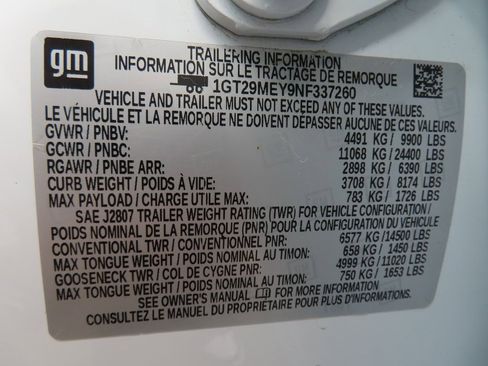 gm
TRAILERING INFORMATION
INFORMATION SUR LE TRACTAGE DE REMORQUE
1GT29MEY9NF337260
VEHICLE AND TRAILER MUST NOT EXCEED ANY OF THESE VALUES
LE VÉHICULE ET LA REMORQUE NE DOIVENT DÉPASSER AUCUNE DE CES VALEURS
GVWR / PNBV: 4491 KG / 9900 LBS
GCWR / PNBC: 11068 KG / 24400 LBS
RGAWR / PNBE ARR: 2898 KG / 6390 LBS
CURB WEIGHT / POIDS À VIDE: 3708 KG / 8174 LBS
MAX PAYLOAD / CHARGE UTILE MAX: 783 KG / 1726 LBS
SAE J2807 TRAILER WEIGHT RATING (TWR) FOR VEHICLE CONFIGURATION /
POIDS NOMINAL DE LA REMORQUE (PNR) POUR LA CONFIGURATION DU VÉHICULE
CONVENTIONAL TWR / CONVENTIONNEL PNR: 6577 KG/14500 LBS
MAX TONGUE WEIGHT / POIDS NOMINAL AU TIMON: 658 KG / 1450 LBS
GOOSENECK TWR / COL DE CYGNE PNR: 4999 KG/11020 LBS
MAX TONGUE WEIGHT / POIDS NOMINAL AU TIMON: 750 KG / 1653 LBS
SEE OWNER'S MANUAL FOR MORE INFORMATION
CONSULTEZ LE MANUEL DU PROPRIÉTAIRE POUR PLUS D'INFORMATIONS